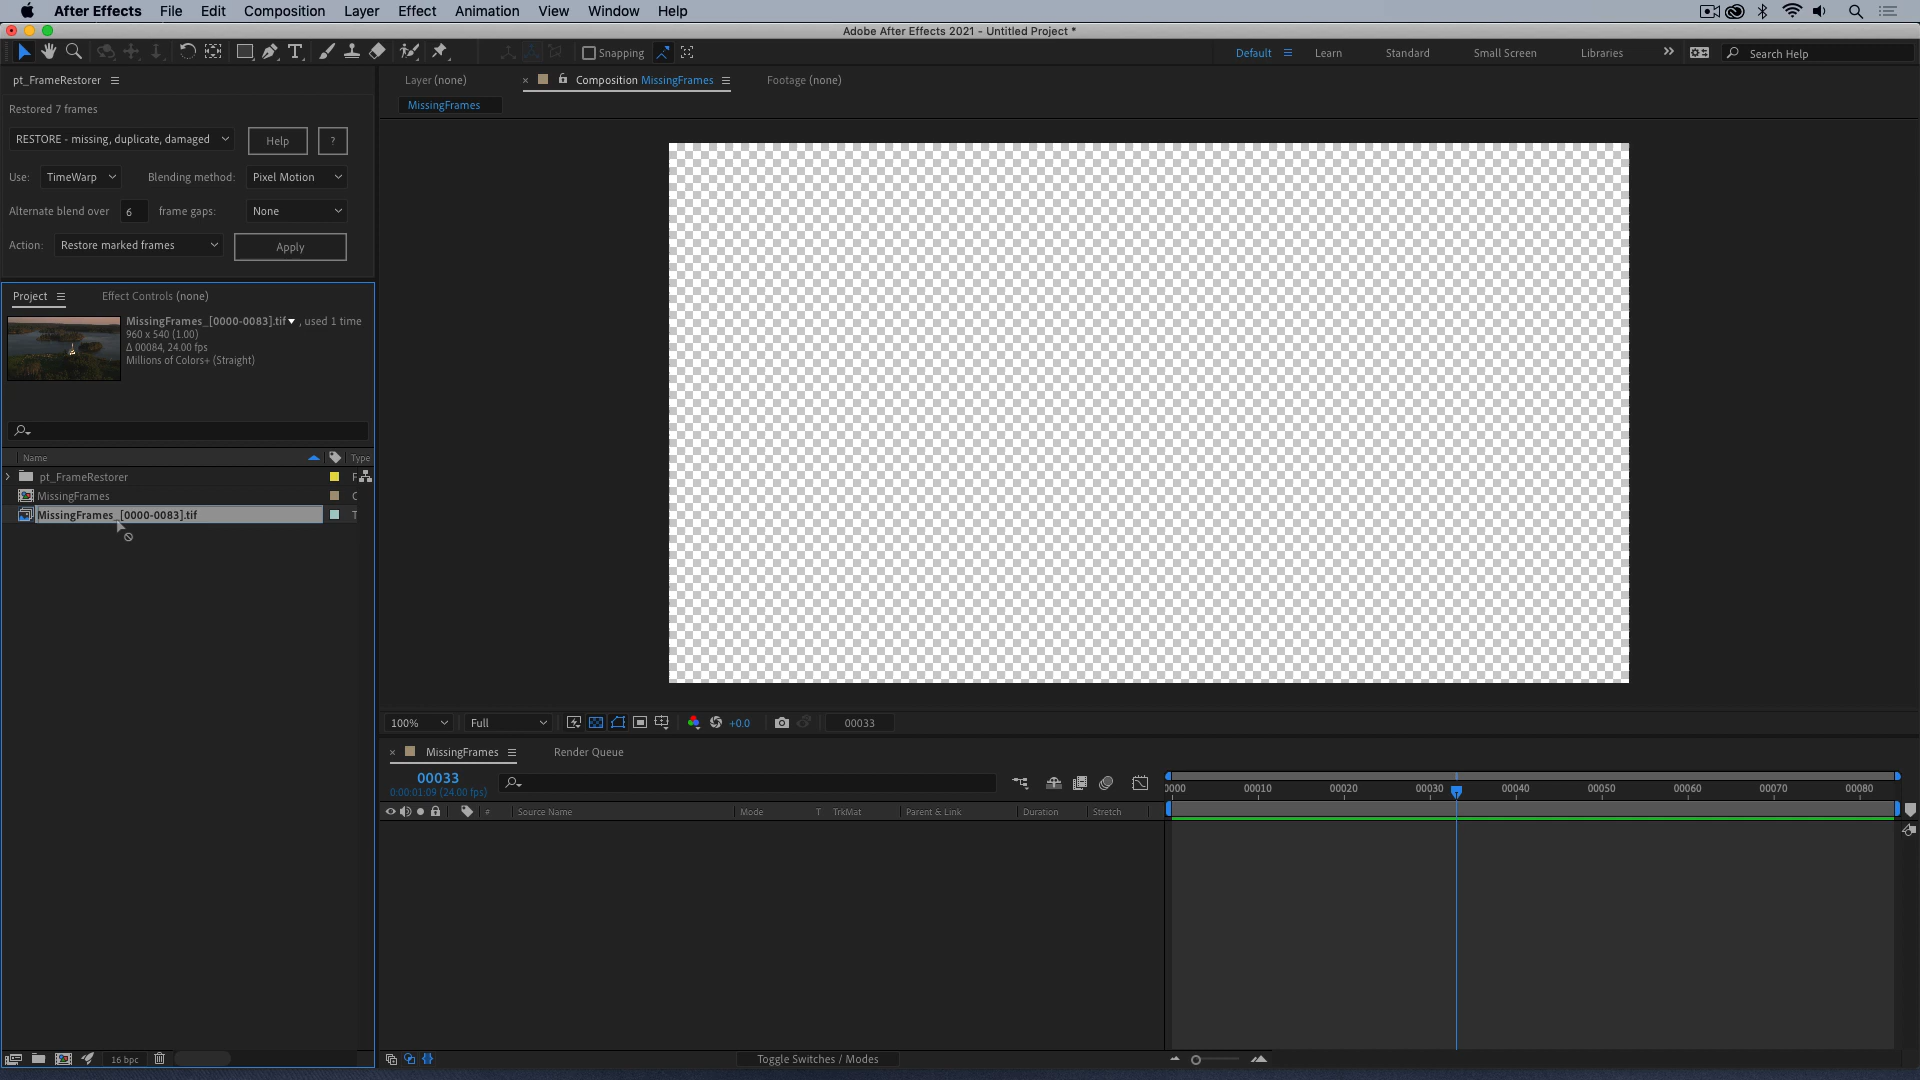 After Effects File Edit Composition Layer Effect Animation View Window Help
Adobe After Effects 2021 - Untitled Project *
Snapping Default Learn Standard Small Screen Libraries Search Help
pt_FrameRestorer
Restored 7 frames
RESTORE - missing, duplicate, damaged Help ?
Use: TimeWarp Blending method: Pixel Motion
Alternate blend over 6 frame gaps: None
Action: Restore marked frames Apply
Layer (none) Composition MissingFrames Footage (none)
MissingFrames
Project Effect Controls (none)
MissingFrames_[0000-0083].tif , used 1 time
960 x 540 (1.00)
Δ 00084, 24.00 fps
Millions of Colors+ (Straight)
Name Type
pt_FrameRestorer F
MissingFrames C
MissingFrames_[0000-0083].tif T
16 bpc
100% Full +0.0 00033
MissingFrames Render Queue
00033
0:00:01:09 (24.00 fps)
0000 00010 00020 00030 00040 00050 00060 00070 00080
# Source Name Mode T TrkMat Parent & Link Duration Stretch
Toggle Switches / Modes